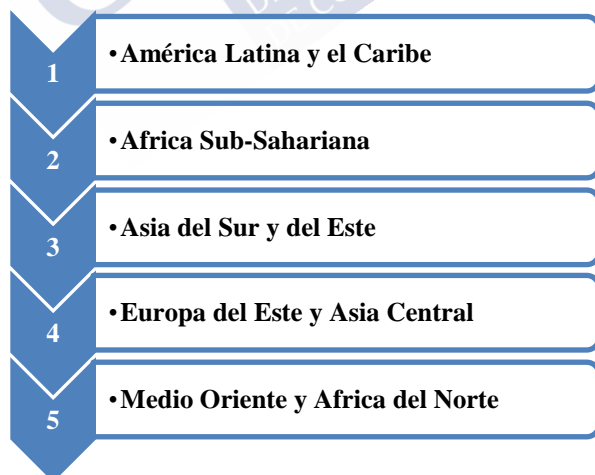 1
•América Latina y el Caribe
2
•Africa Sub-Sahariana
3
•Asia del Sur y del Este
4
•Europa del Este y Asia Central
5
•Medio Oriente y Africa del Norte